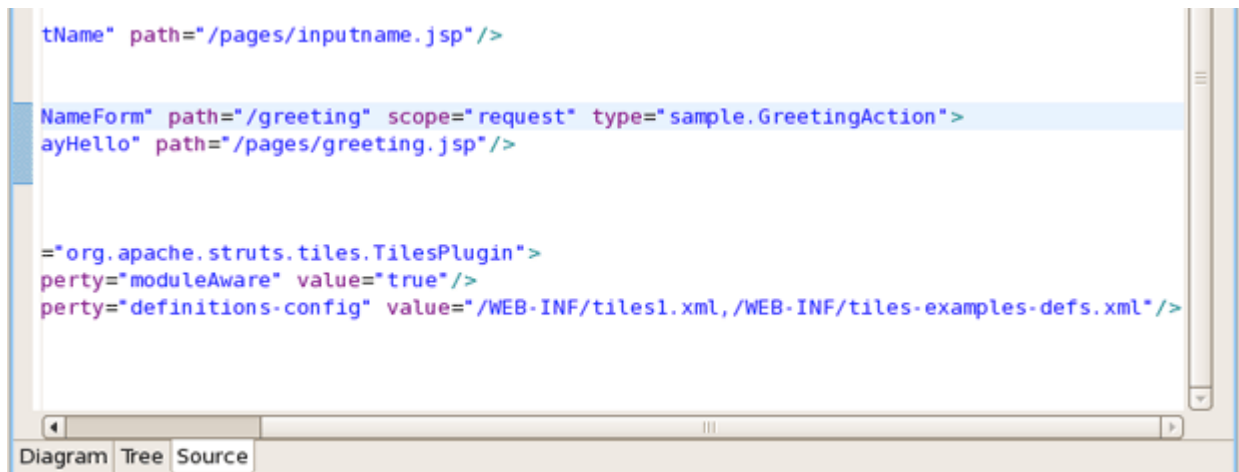 tName" path="/pages/inputname.jsp"/>
NameForm" path="/greeting" scope="request" type="sample.GreetingAction">
ayHello" path="/pages/greeting.jsp"/>
="org.apache.struts.tiles.TilesPlugin">
perty="moduleAware" value="true"/>
perty="definitions-config" value="/WEB-INF/tiles1.xml,/WEB-INF/tiles-examples-defs.xml"/>
Diagram Tree Source